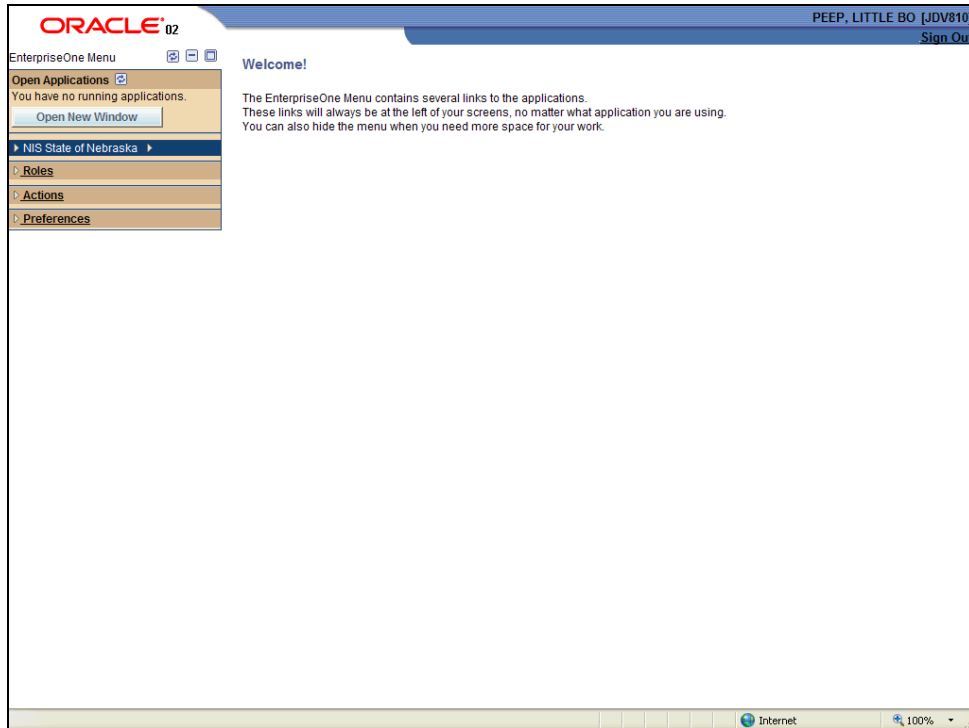 ORACLE 02
PEEP, LITTLE BO [JDV810
Sign Ou
EnterpriseOne Menu
Open Applications
You have no running applications.
Open New Window
NIS State of Nebraska
Roles
Actions
Preferences
Welcome!
The EnterpriseOne Menu contains several links to the applications.
These links will always be at the left of your screens, no matter what application you are using.
You can also hide the menu when you need more space for your work.
Internet
100%